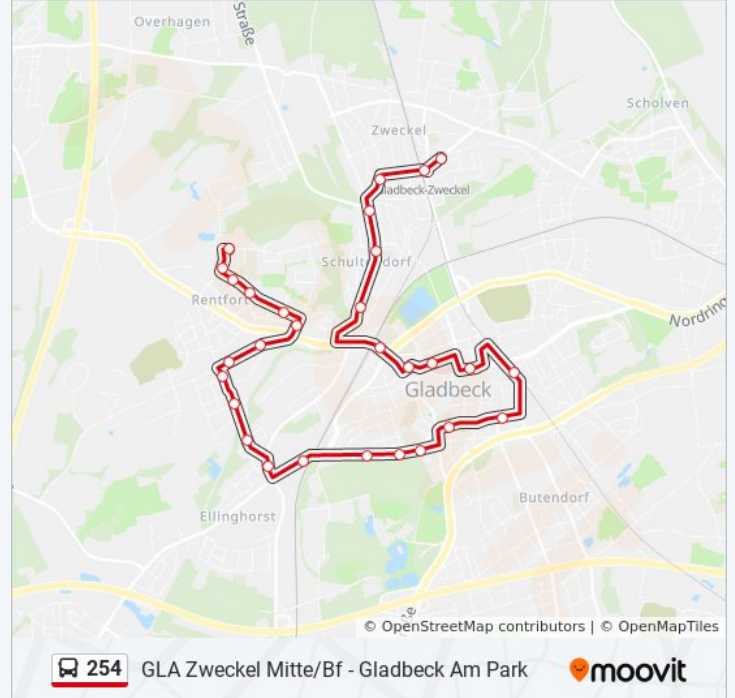 Overhagen
Straße
Scholven
Zweckel
Gladbeck-Zweckel
Schultendorf
Rentfort
Nordring
Gladbeck
Butendorf
Ellinghorst
© OpenStreetMap contributors | © OpenMapTiles
254 GLA Zweckel Mitte/Bf - Gladbeck Am Park moovit